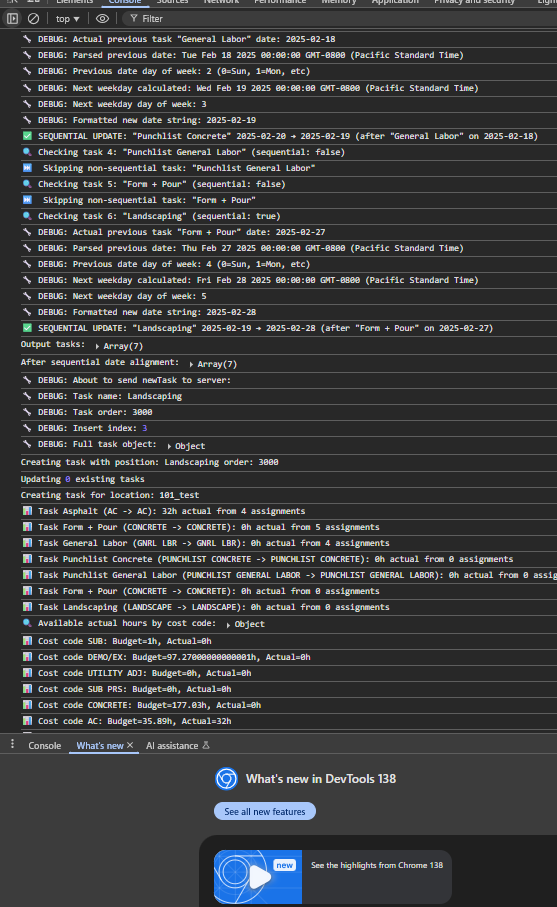 Elements Console Sources Network Performance Memory Application Privacy and security
top Filter
DEBUG: Actual previous task "General Labor" date: 2025-02-18
DEBUG: Parsed previous date: Tue Feb 18 2025 00:00:00 GMT-0800 (Pacific Standard Time)
DEBUG: Previous date day of week: 2 (0=Sun, 1=Mon, etc)
DEBUG: Next weekday calculated: Wed Feb 19 2025 00:00:00 GMT-0800 (Pacific Standard Time)
DEBUG: Next weekday day of week: 3
DEBUG: Formatted new date string: 2025-02-19
SEQUENTIAL UPDATE: "Punchlist Concrete" 2025-02-20 → 2025-02-19 (after "General Labor" on 2025-02-18)
Checking task 4: "Punchlist General Labor" (sequential: false)
Skipping non-sequential task: "Punchlist General Labor"
Checking task 5: "Form + Pour" (sequential: false)
Skipping non-sequential task: "Form + Pour"
Checking task 6: "Landscaping" (sequential: true)
DEBUG: Actual previous task "Form + Pour" date: 2025-02-27
DEBUG: Parsed previous date: Thu Feb 27 2025 00:00:00 GMT-0800 (Pacific Standard Time)
DEBUG: Previous date day of week: 4 (0=Sun, 1=Mon, etc)
DEBUG: Next weekday calculated: Fri Feb 28 2025 00:00:00 GMT-0800 (Pacific Standard Time)
DEBUG: Next weekday day of week: 5
DEBUG: Formatted new date string: 2025-02-28
SEQUENTIAL UPDATE: "Landscaping" 2025-02-19 → 2025-02-28 (after "Form + Pour" on 2025-02-27)
Output tasks: ▸ Array(7)
After sequential date alignment: ▸ Array(7)
DEBUG: About to send newTask to server:
DEBUG: Task name: Landscaping
DEBUG: Task order: 3000
DEBUG: Insert index: 3
DEBUG: Full task object: ▸ Object
Creating task with position: Landscaping order: 3000
Updating 0 existing tasks
Creating task for location: 101_test
Task Asphalt (AC -> AC): 32h actual from 4 assignments
Task Form + Pour (CONCRETE -> CONCRETE): 0h actual from 5 assignments
Task General Labor (GNRL LBR -> GNRL LBR): 0h actual from 4 assignments
Task Punchlist Concrete (PUNCHLIST CONCRETE -> PUNCHLIST CONCRETE): 0h actual from 0 assignments
Task Punchlist General Labor (PUNCHLIST GENERAL LABOR -> PUNCHLIST GENERAL LABOR): 0h actual from 0 assig
Task Form + Pour (CONCRETE -> CONCRETE): 0h actual from 0 assignments
Task Landscaping (LANDSCAPE -> LANDSCAPE): 0h actual from 0 assignments
Available actual hours by cost code: ▸ Object
Cost code SUB: Budget=1h, Actual=0h
Cost code DEMO/EX: Budget=97.27000000000001h, Actual=0h
Cost code UTILITY ADJ: Budget=0h, Actual=0h
Cost code SUB PRS: Budget=0h, Actual=0h
Cost code CONCRETE: Budget=177.03h, Actual=0h
Cost code AC: Budget=35.89h, Actual=32h
Console What's new × AI assistance
What's new in DevTools 138
See all new features
new
See the highlights from Chrome 138